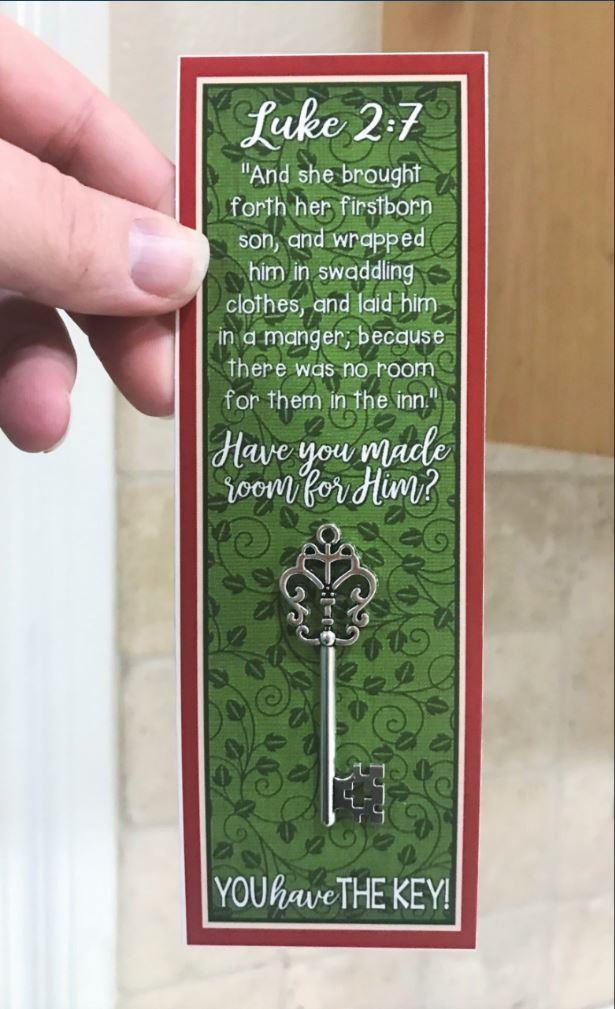 Luke 2:7
"And she brought
forth her firstborn
son, and wrapped
him in swaddling
clothes, and laid him
in a manger; because
there was no room
for them in the inn."
Have you made
room for Him?
YOU have THE KEY!